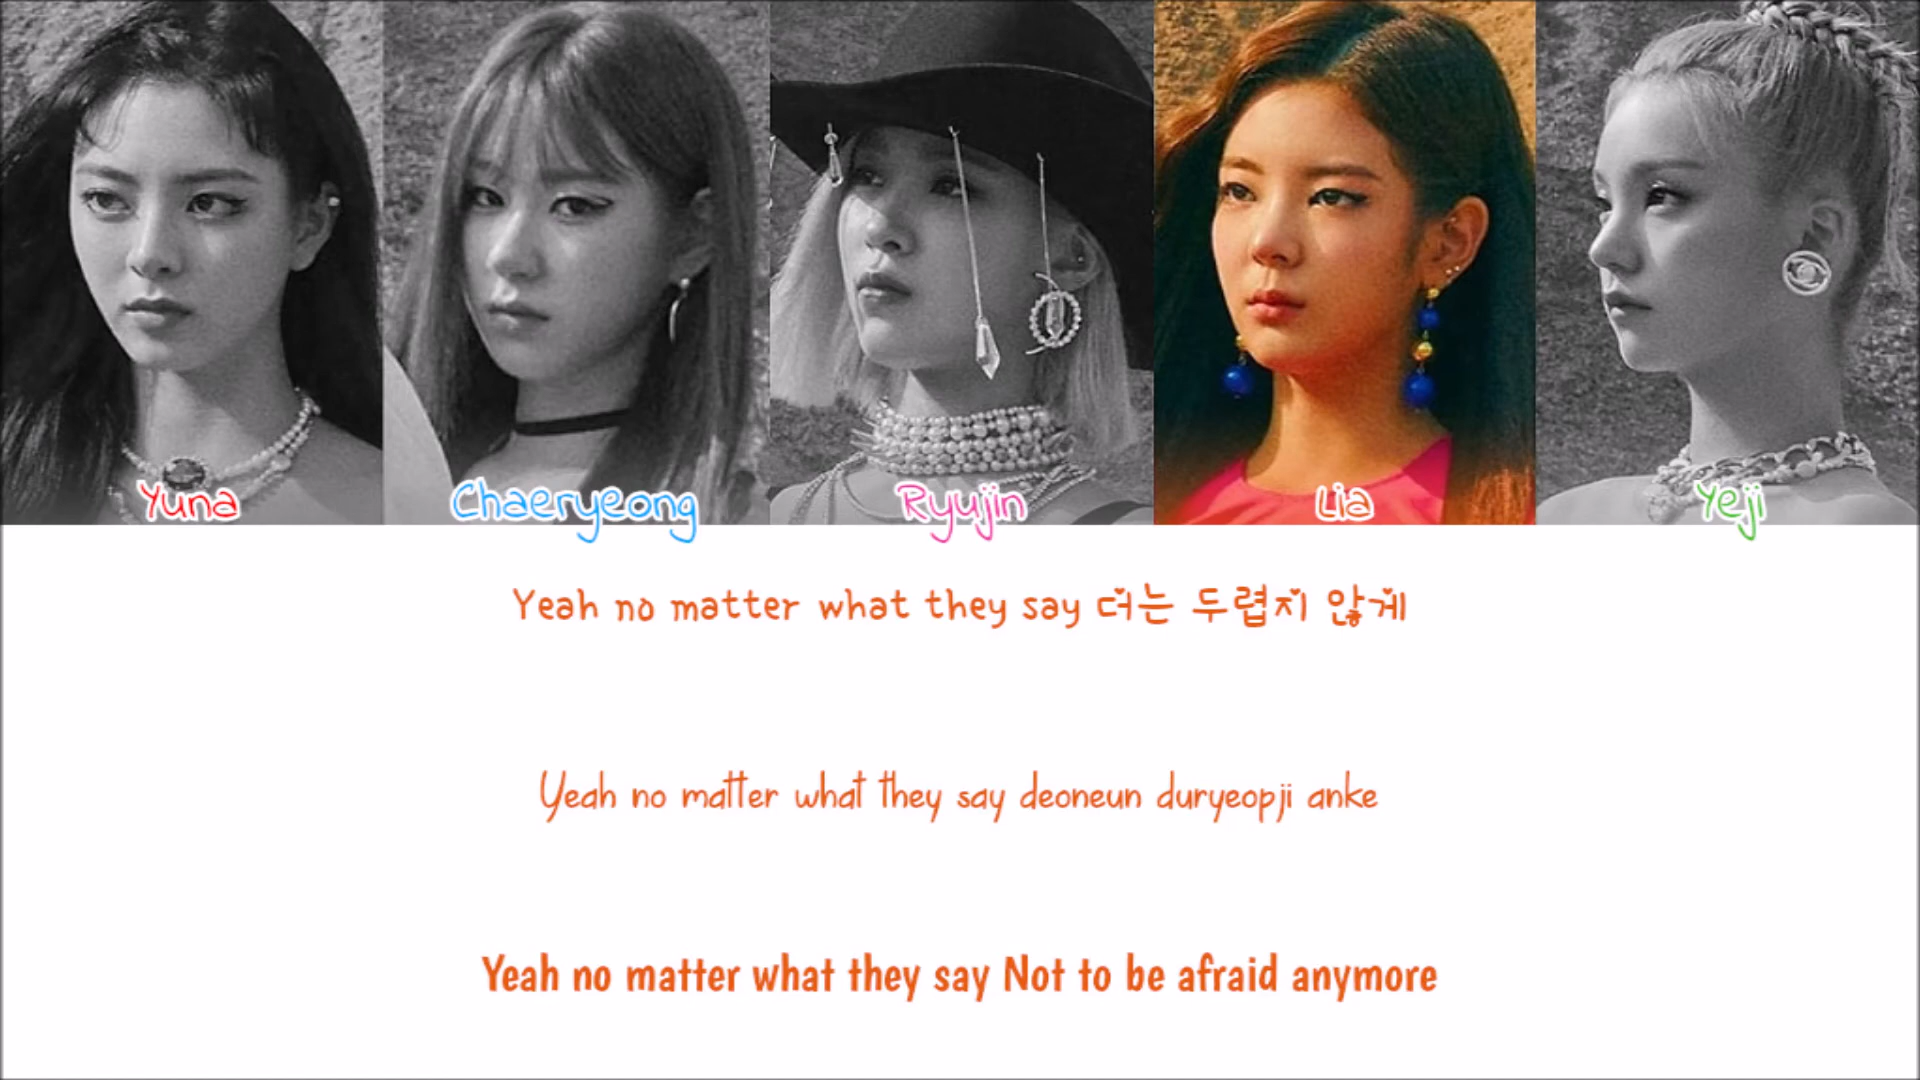 Yuna
Chaeryeong
Ryujin
Lia
Yeji
Yeah no matter what they say 더는 두렵지 않게
Yeah no matter what they say deoneun duryeopji anke
Yeah no matter what they say Not to be afraid anymore